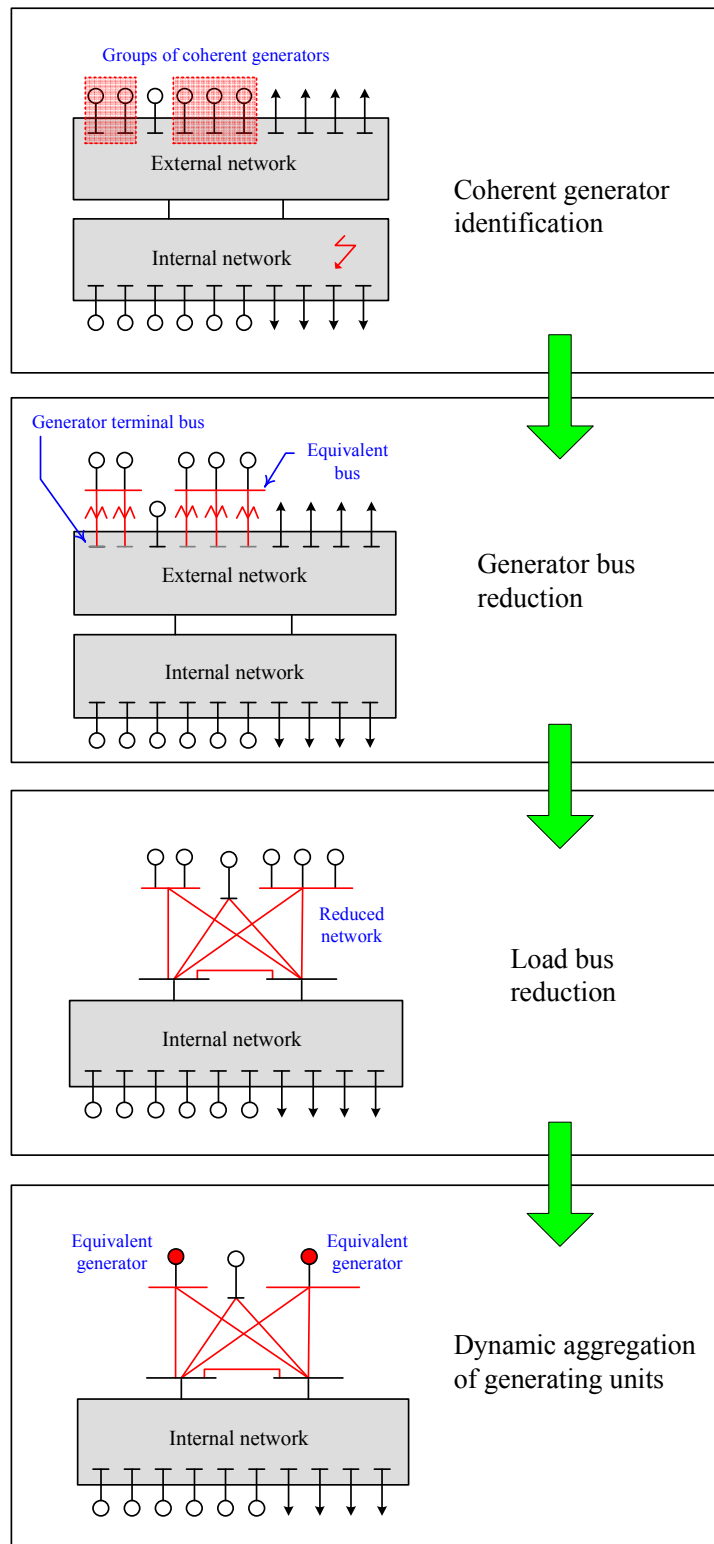 Groups of coherent generators
External network
Internal network
Coherent generator
identification
Generator terminal bus
Equivalent
bus
External network
Internal network
Generator bus
reduction
Reduced
network
Internal network
Load bus
reduction
Equivalent
generator
Equivalent
generator
Internal network
Dynamic aggregation
of generating units